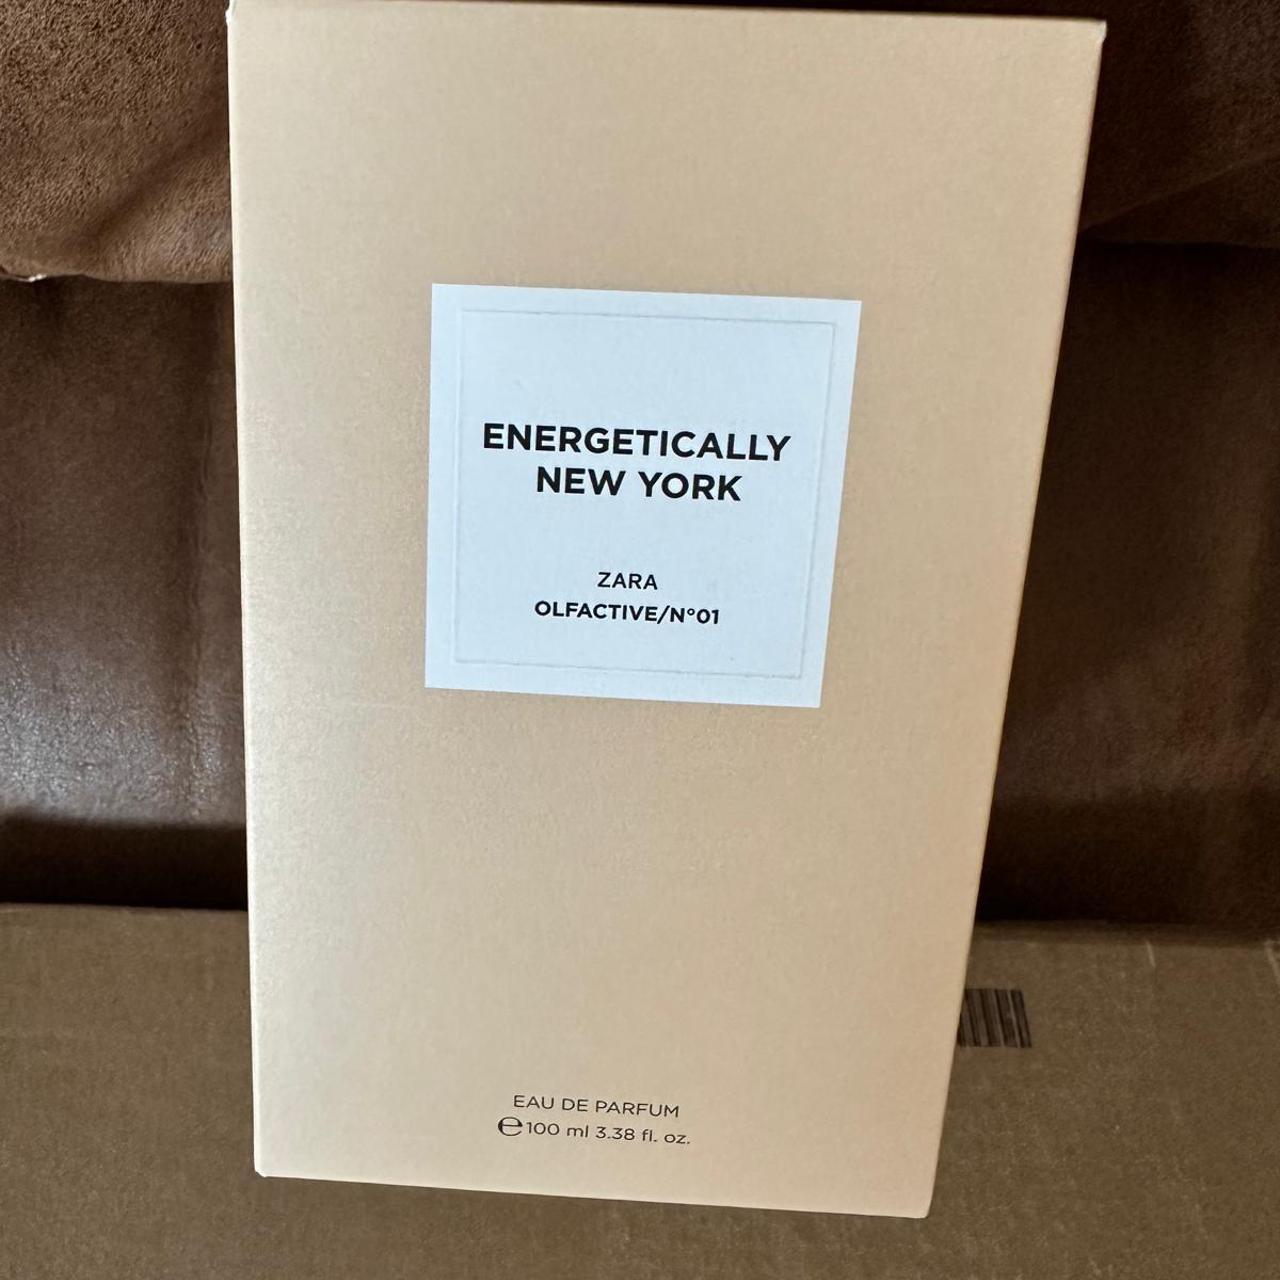 ENERGETICALLY
NEW YORK
ZARA
OLFACTIVE/N°01
EAU DE PARFUM
℮100 ml 3.38 fl. oz.